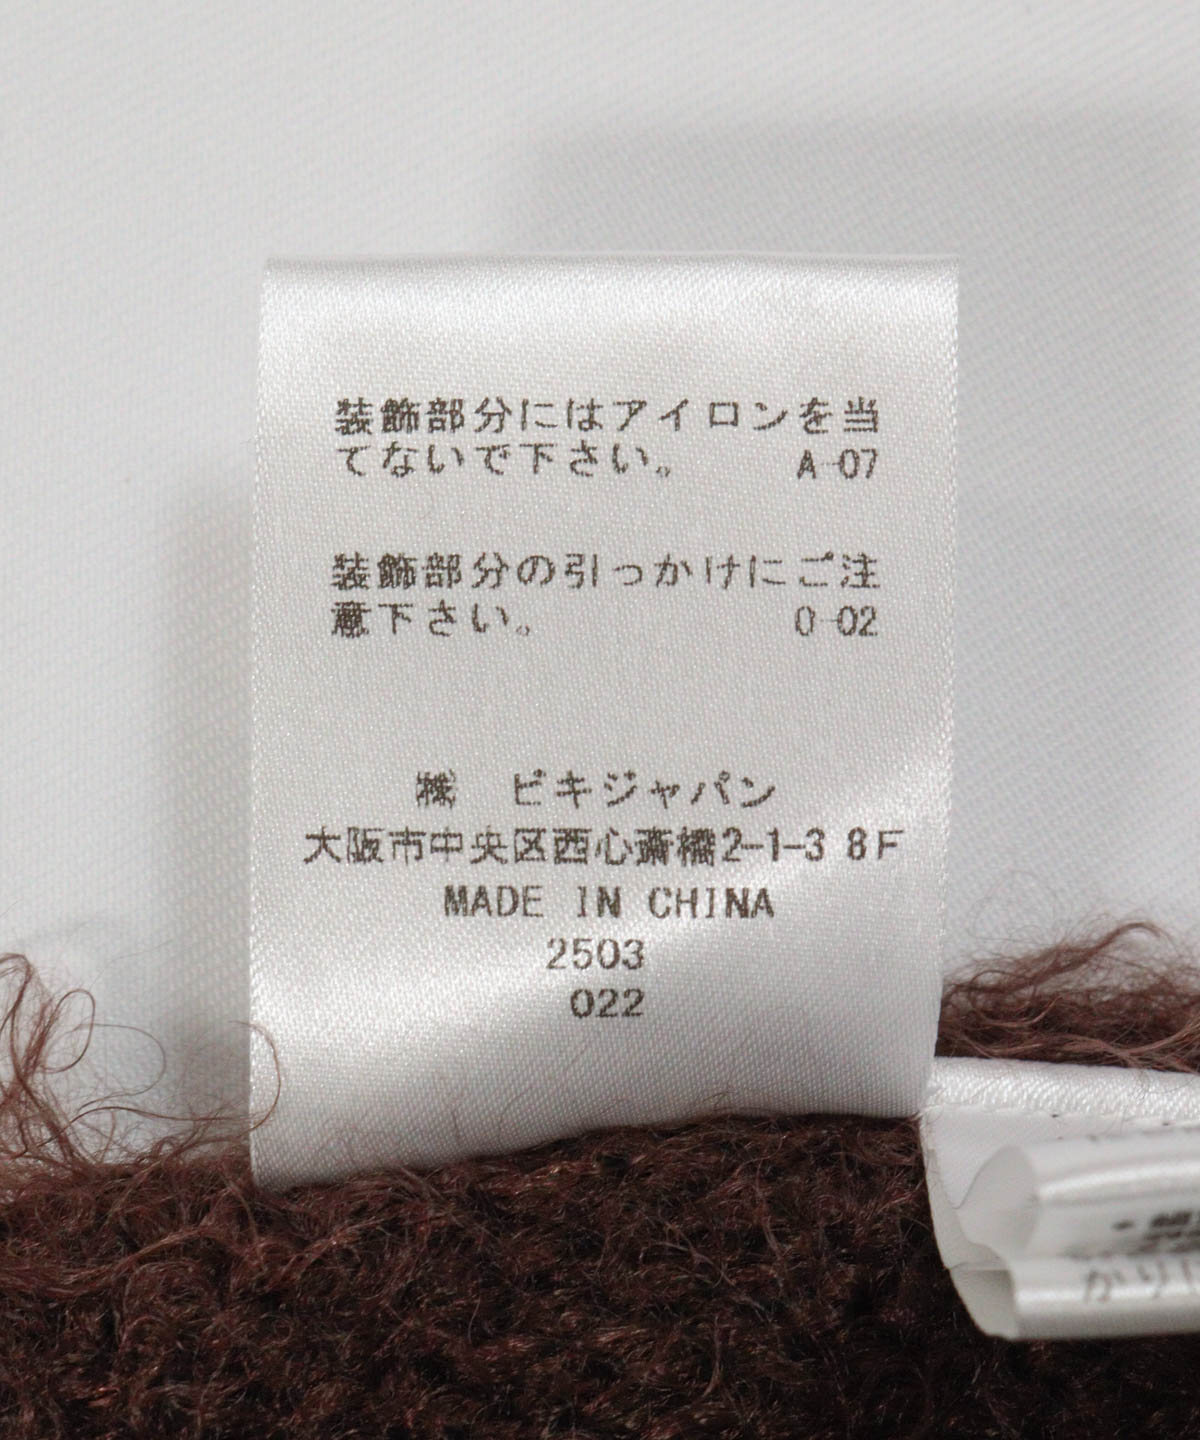 装飾部分にはアイロンを当
てないで下さい。 A-07
装飾部分の引っかけにご注
意下さい。 O-02
㈱ ビキジャパン
大阪市中央区西心斎橋2-1-3 8F
MADE IN CHINA
2503
022
かり